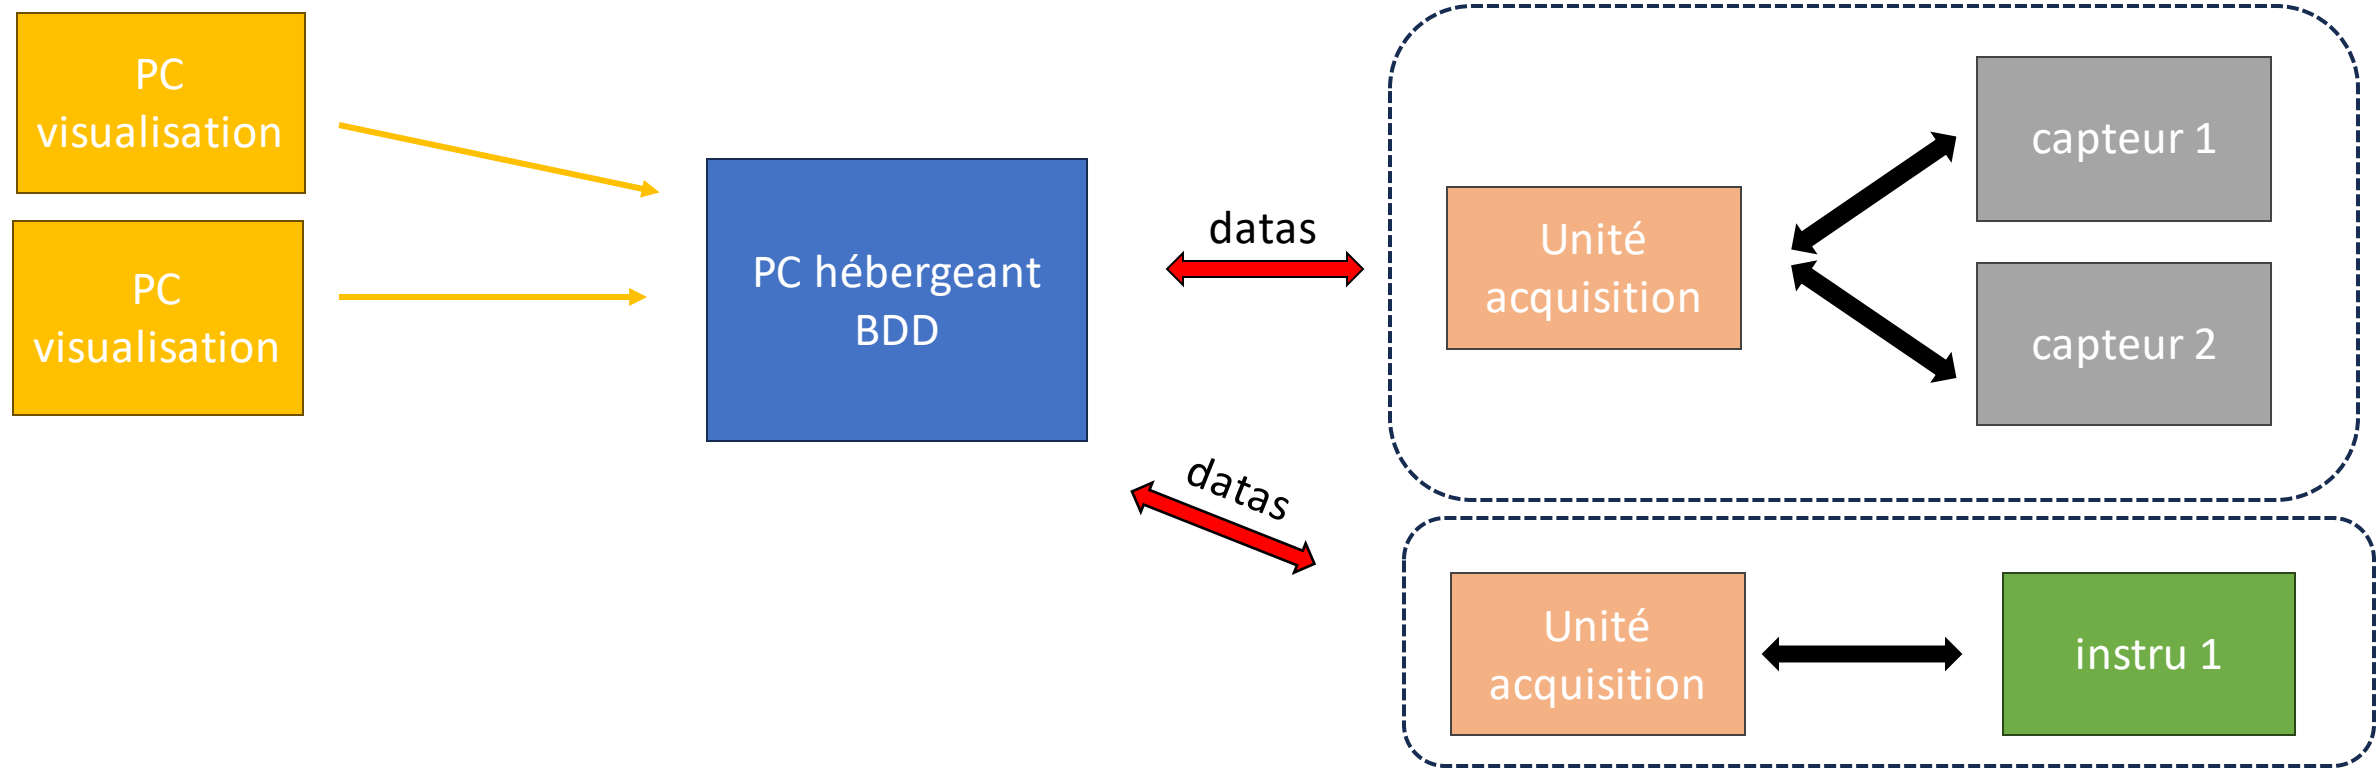 PC
visualisation
PC
visualisation
PC hébergeant
BDD
datas
datas
Unité
acquisition
capteur 1
capteur 2
Unité
acquisition
instru 1